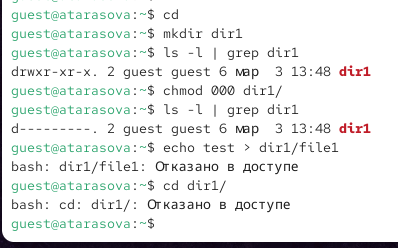 guest@atarasova:~$ cd
guest@atarasova:~$ mkdir dir1
guest@atarasova:~$ ls -l | grep dir1
drwxr-xr-x. 2 guest guest 6 мар  3 13:48 dir1
guest@atarasova:~$ chmod 000 dir1/
guest@atarasova:~$ ls -l | grep dir1
d---------. 2 guest guest 6 мар  3 13:48 dir1
guest@atarasova:~$ echo test > dir1/file1
bash: dir1/file1: Отказано в доступе
guest@atarasova:~$ cd dir1/
bash: cd: dir1/: Отказано в доступе
guest@atarasova:~$